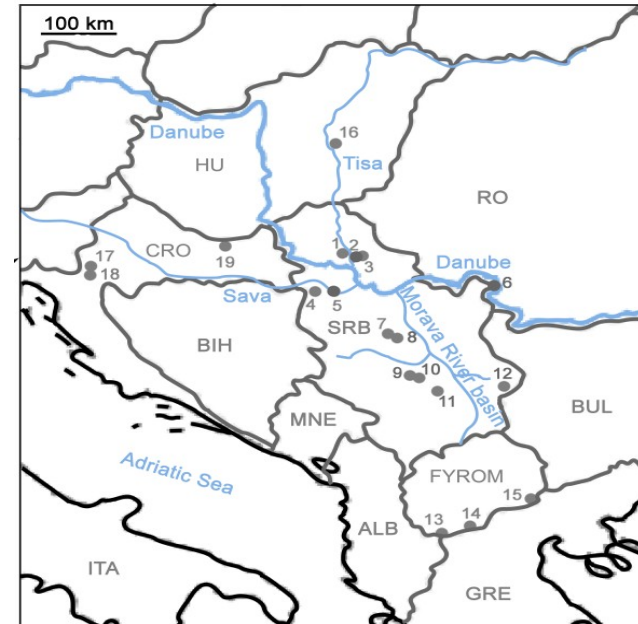 100 km
Danube
16
HU
Tisa
RO
CRO
1
2
3
17
18
19
Danube
6
Sava
4
5
SRB
7
8
Morava River basin
BIH
9
10
11
12
MNE
BUL
Adriatic Sea
FYROM
15
14
13
ALB
ITA
GRE